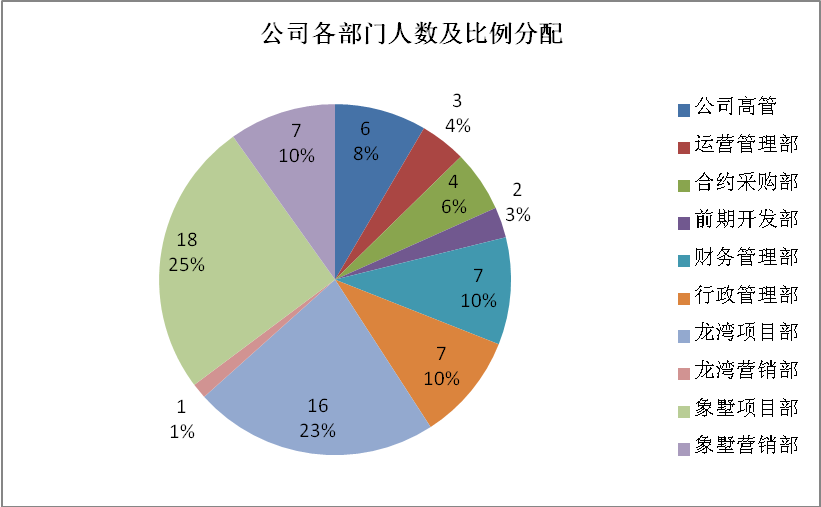 公司各部门人数及比例分配
6
8%
3
4%
4
6%
2
3%
7
10%
7
10%
16
23%
1
1%
18
25%
7
10%
公司高管
运营管理部
合约采购部
前期开发部
财务管理部
行政管理部
龙湾项目部
龙湾营销部
象墅项目部
象墅营销部